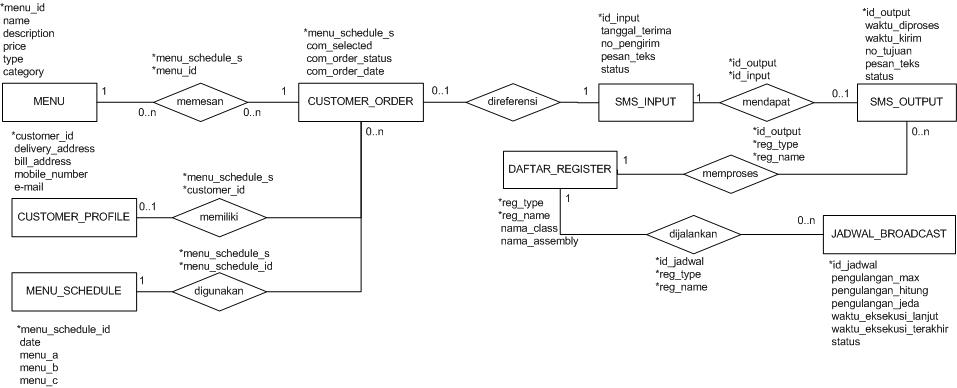 *menu_id
name
description
price
type
category
MENU
1
0..n
*menu_schedule_s
*menu_id
memesan
0..n
1
*menu_schedule_s
com_selected
com_order_status
com_order_date
CUSTOMER_ORDER
0..1
0..n
direferensi
1
*id_input
tanggal_terima
no_pengirim
pesan_teks
status
SMS_INPUT
1
*id_output
*id_input
mendapat
0..1
*id_output
waktu_diproses
waktu_kirim
no_tujuan
pesan_teks
status
SMS_OUTPUT
0..n
*customer_id
delivery_address
bill_address
mobile_number
e-mail
CUSTOMER_PROFILE
0..1
*menu_schedule_s
*customer_id
memiliki
DAFTAR_REGISTER
1
1
*id_output
*reg_type
*reg_name
memproses
*reg_type
*reg_name
nama_class
nama_assembly
dijalankan
*id_jadwal
*reg_type
*reg_name
0..n
JADWAL_BROADCAST
*id_jadwal
pengulangan_max
pengulangan_hitung
pengulangan_jeda
waktu_eksekusi_lanjut
waktu_eksekusi_terakhir
status
MENU_SCHEDULE
1
*menu_schedule_s
*menu_schedule_id
digunakan
*menu_schedule_id
date
menu_a
menu_b
menu_c